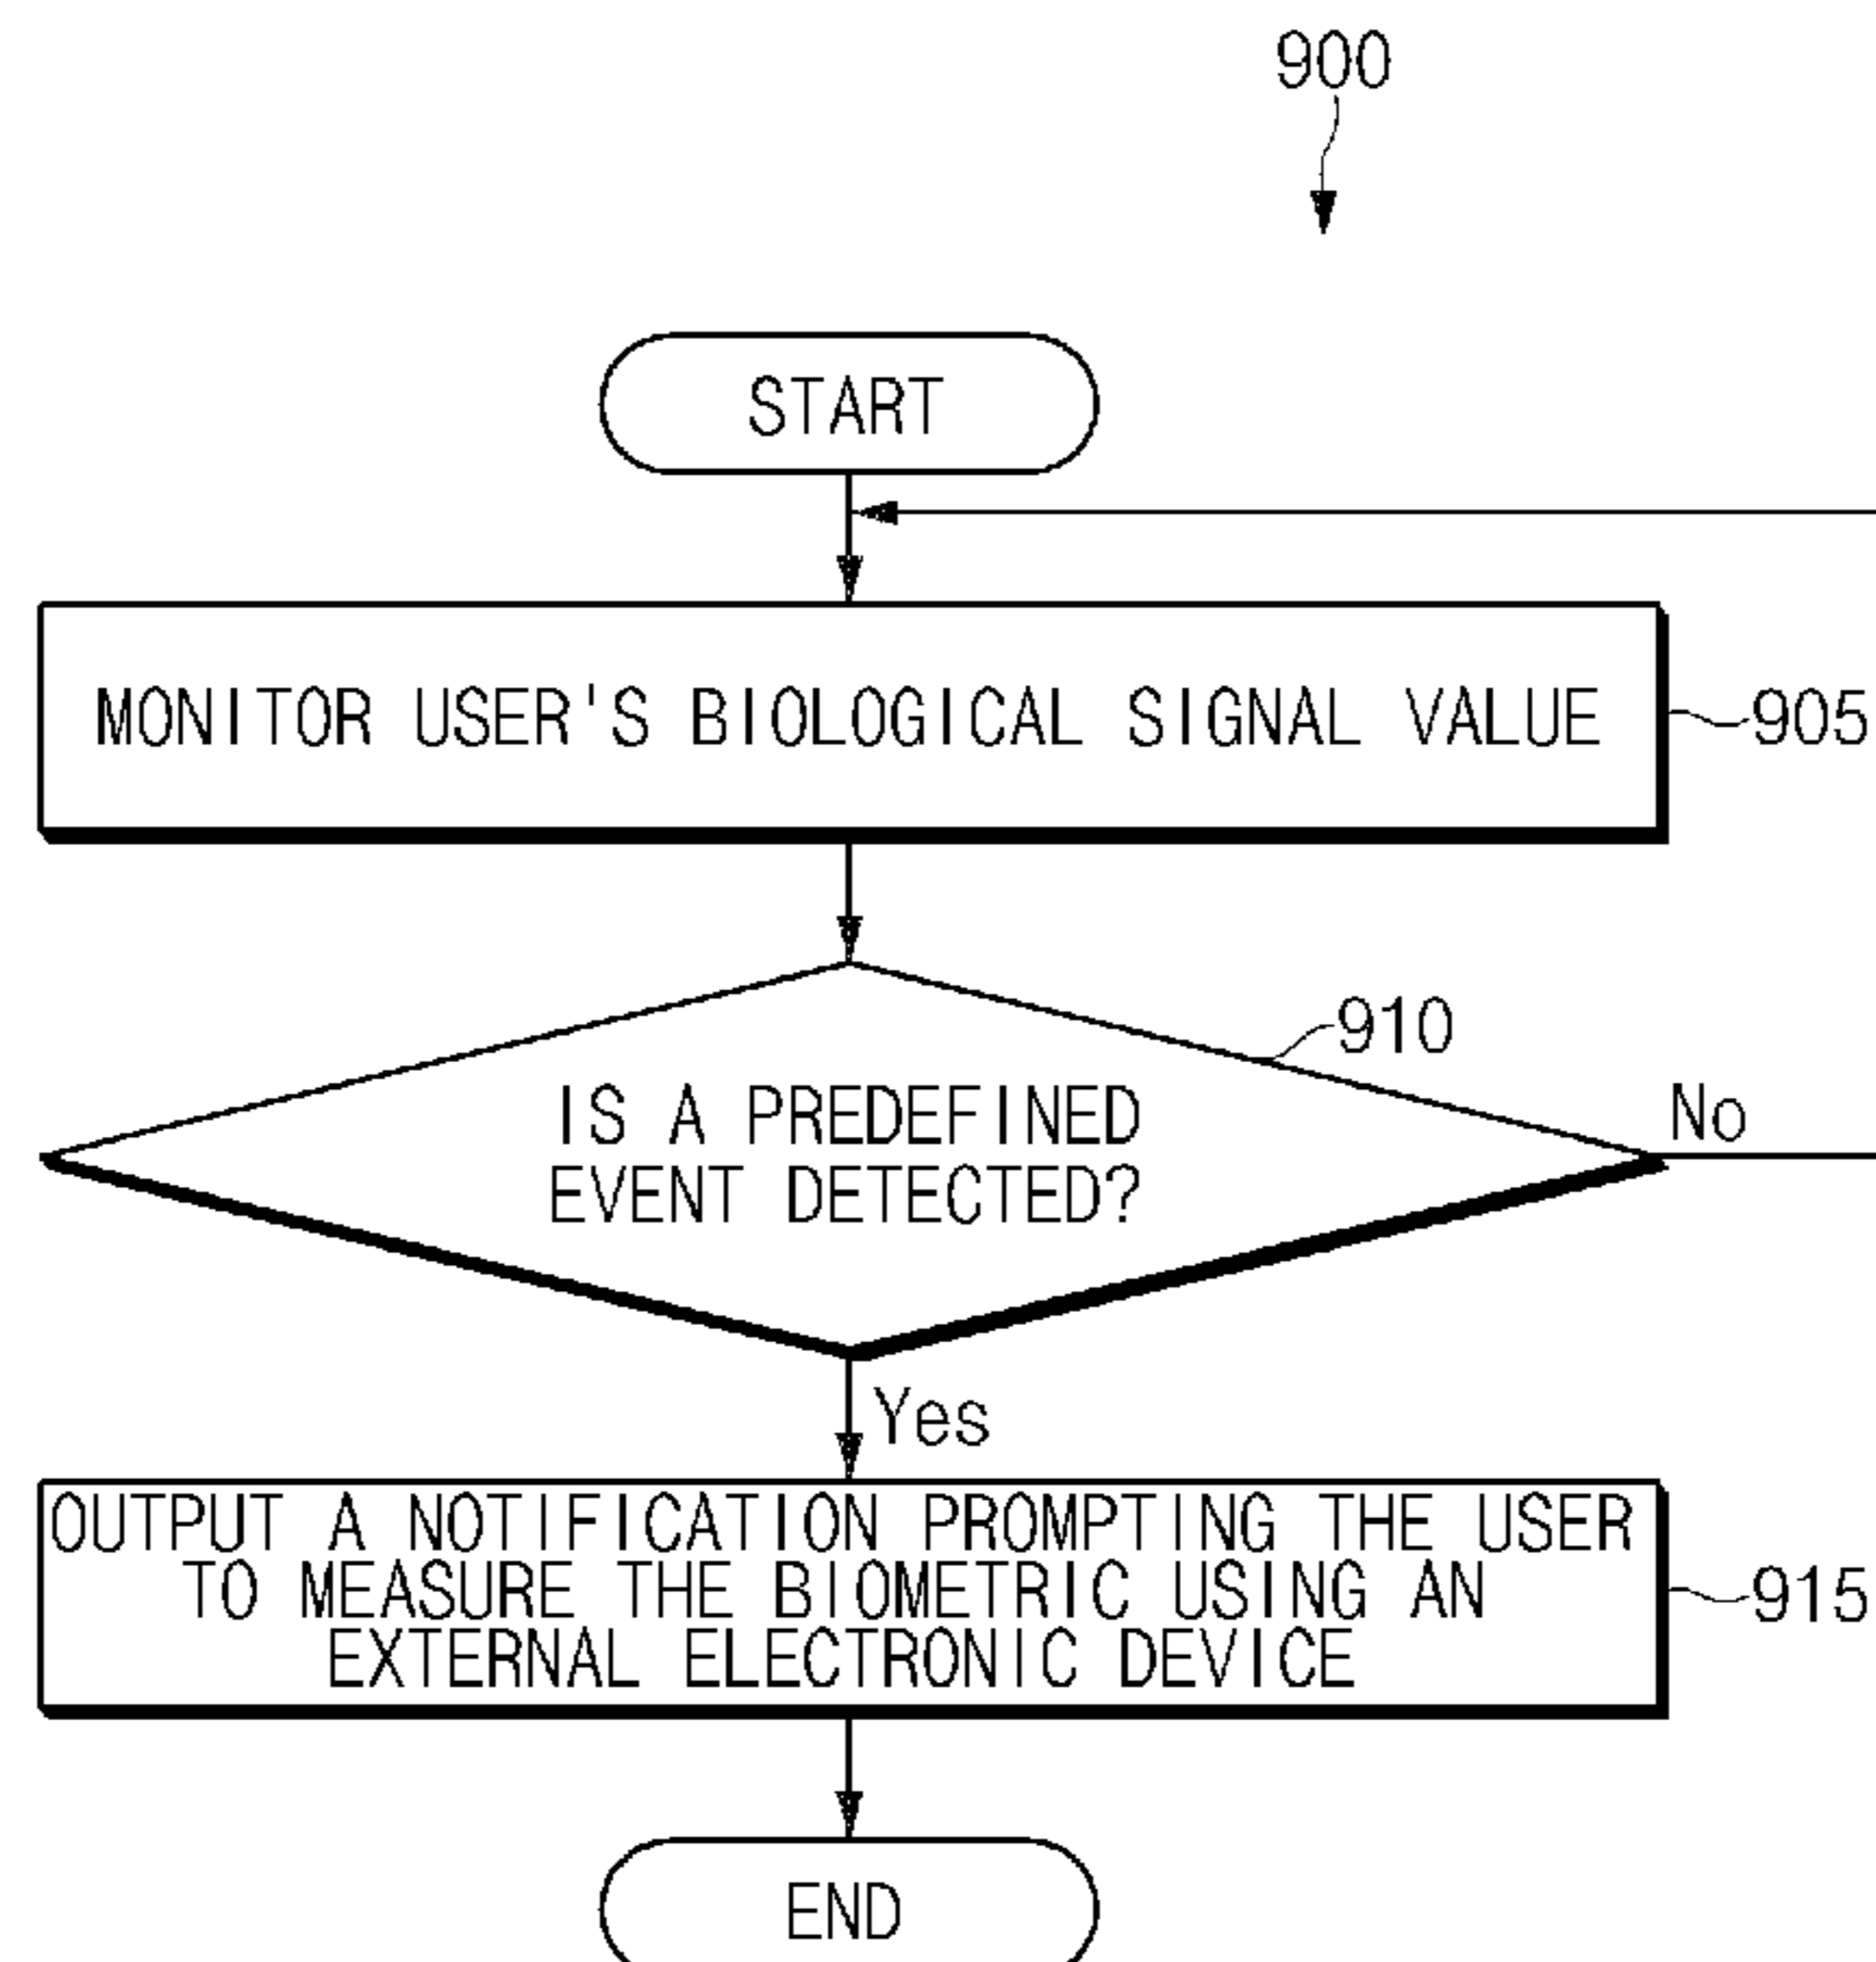 900
START
MONITOR USER'S BIOLOGICAL SIGNAL VALUE
905
910
IS A PREDEFINED
EVENT DETECTED?
No
Yes
OUTPUT A NOTIFICATION PROMPTING THE USER
TO MEASURE THE BIOMETRIC USING AN
EXTERNAL ELECTRONIC DEVICE
915
END